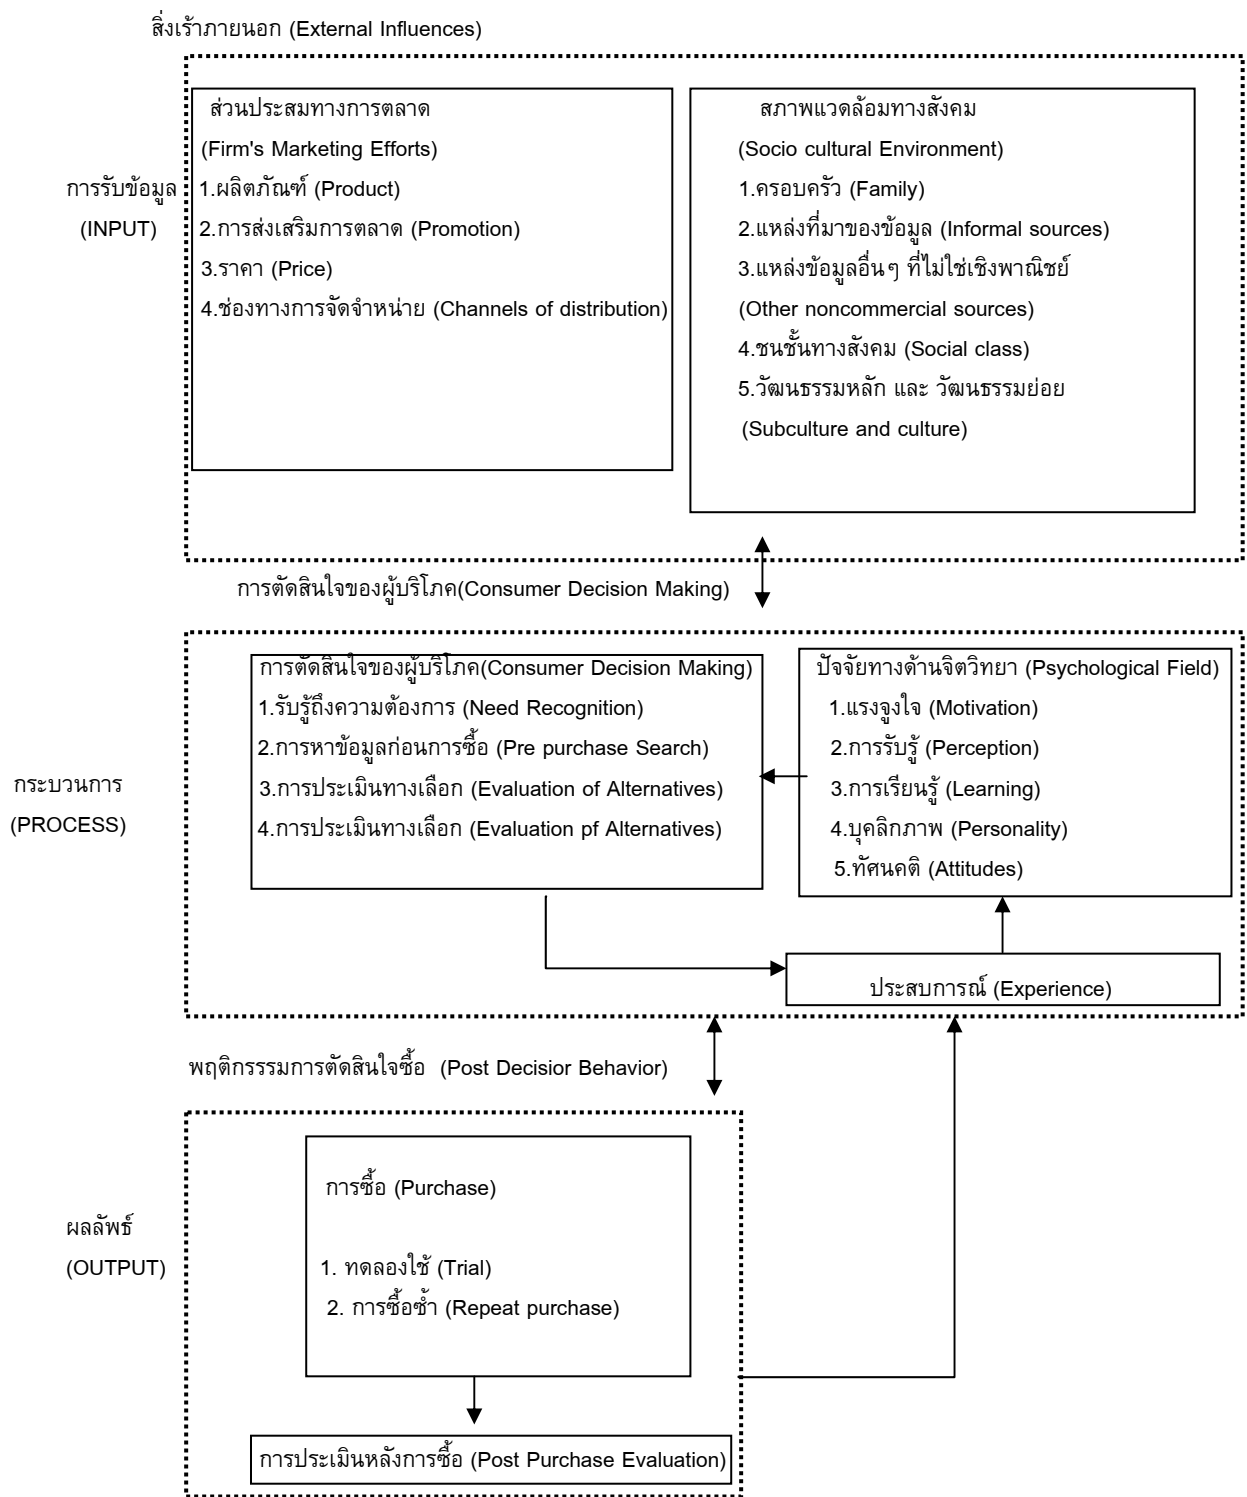 สิ่งเร้าภายนอก (External Influences)
ส่วนประสมทางการตลาด
(Firm's Marketing Efforts)
1.ผลิตภัณฑ์ (Product)
2.การส่งเสริมการตลาด (Promotion)
3.ราคา (Price)
4.ช่องทางการจัดจำหน่าย (Channels of distribution)
สภาพแวดล้อมทางสังคม
(Socio cultural Environment)
1.ครอบครัว (Family)
2.แหล่งที่มาของข้อมูล (Informal sources)
3.แหล่งข้อมูลอื่นๆ ที่ไม่ใช่เชิงพาณิชย์
(Other noncommercial sources)
4.ชนชั้นทางสังคม (Social class)
5.วัฒนธรรมหลัก และ วัฒนธรรมย่อย
(Subculture and culture)
การรับข้อมูล
(INPUT)
การตัดสินใจของผู้บริโภค(Consumer Decision Making)
การตัดสินใจของผู้บริโภค(Consumer Decision Making)
1.รับรู้ถึงความต้องการ (Need Recognition)
2.การหาข้อมูลก่อนการซื้อ (Pre purchase Search)
3.การประเมินทางเลือก (Evaluation of Alternatives)
4.การประเมินทางเลือก (Evaluation pf Alternatives)
ปัจจัยทางด้านจิตวิทยา (Psychological Field)
1.แรงจูงใจ (Motivation)
2.การรับรู้ (Perception)
3.การเรียนรู้ (Learning)
4.บุคลิกภาพ (Personality)
5.ทัศนคติ (Attitudes)
กระบวนการ
(PROCESS)
ประสบการณ์ (Experience)
พฤติกรรรมการตัดสินใจซื้อ (Post Decisior Behavior)
การซื้อ (Purchase)
1. ทดลองใช้ (Trial)
2. การซื้อซ้ำ (Repeat purchase)
ผลลัพธ์
(OUTPUT)
การประเมินหลังการซื้อ (Post Purchase Evaluation)